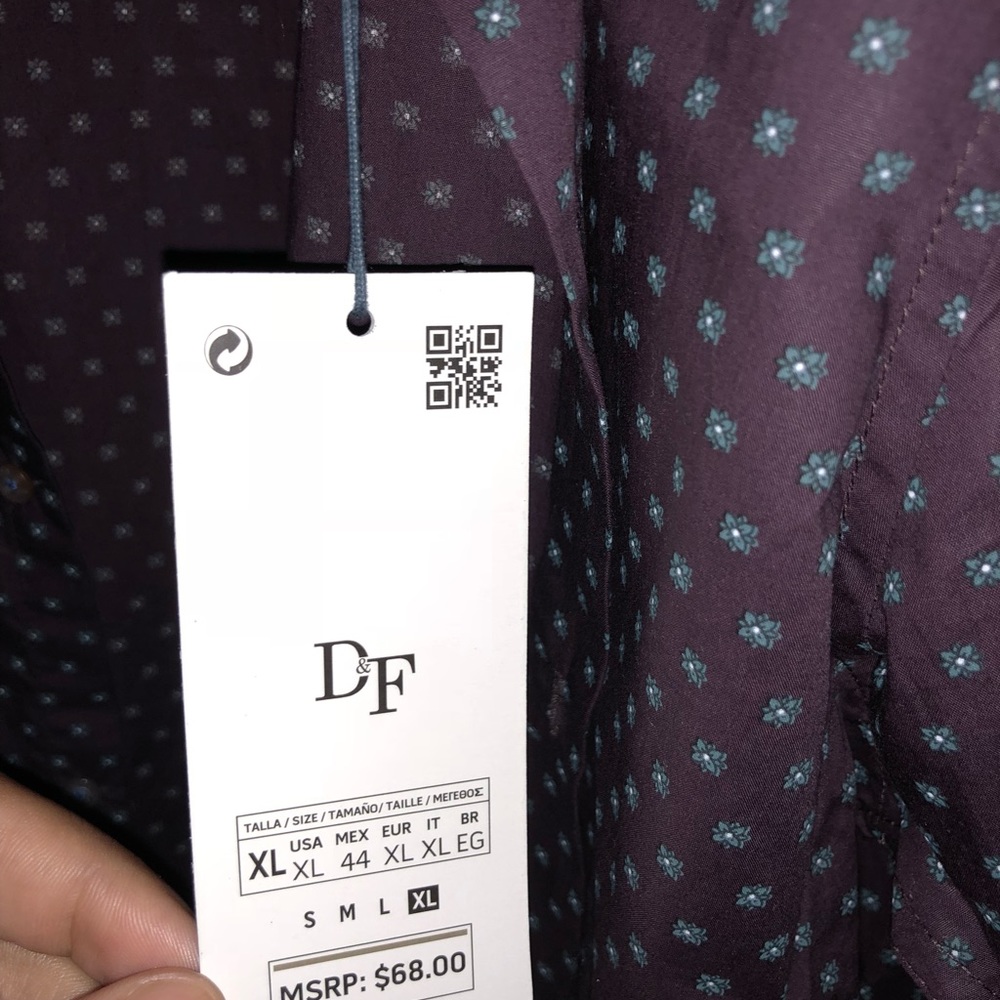 D&F
TALLA / SIZE / TAMAÑO / TAILLE / ΜΕΓΕΘΟΣ
XL USA MEX EUR IT BR
XL 44 XL XL EG
S M L XL
MSRP: $68.00